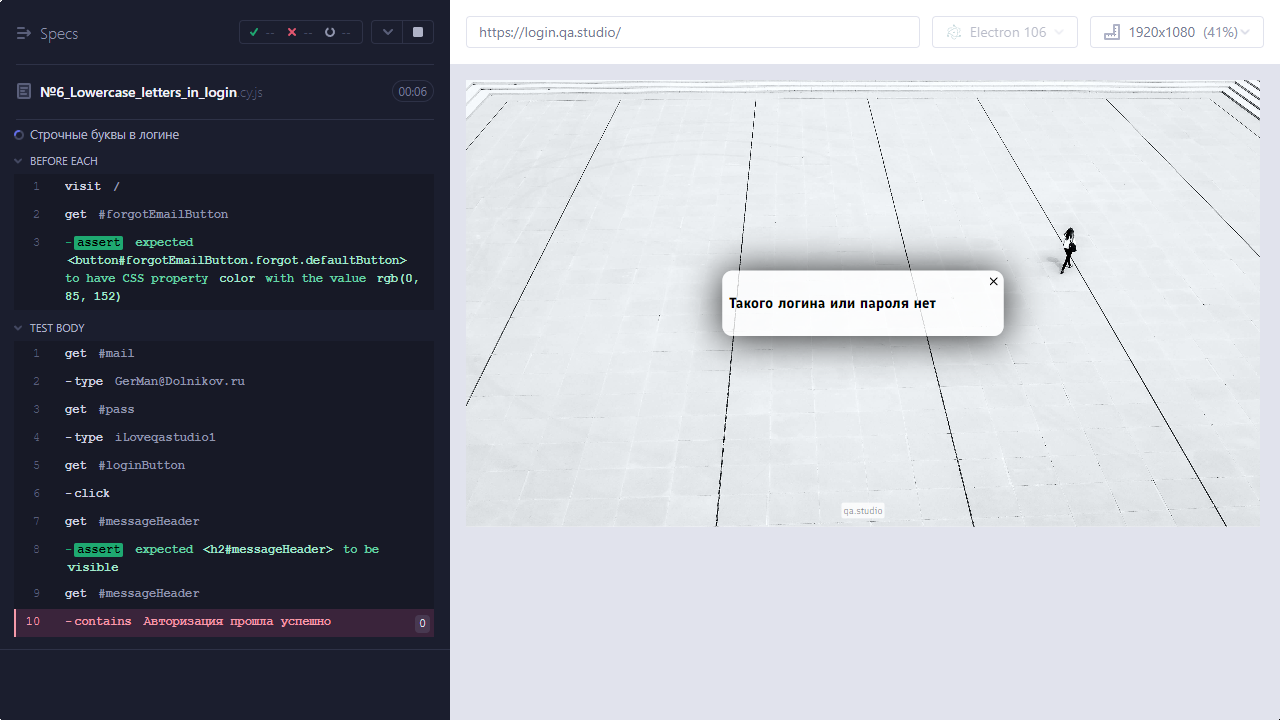 Specs
--
--
--
https://login.qa.studio/
Electron 106
1920x1080 (41%)
№6_Lowercase_letters_in_login.cy.js
00:06
Строчные буквы в логине
BEFORE EACH
1 visit /
2 get #forgotEmailButton
3 -assert expected
<button#forgotEmailButton.forgot.defaultButton>
to have CSS property color with the value rgb(0,
85, 152)
TEST BODY
1 get #mail
2 -type GerMan@Dolnikov.ru
3 get #pass
4 -type iLoveqastudio1
5 get #loginButton
6 -click
7 get #messageHeader
8 -assert expected <h2#messageHeader> to be
visible
9 get #messageHeader
10 -contains Авторизация прошла успешно 0
Такого логина или пароля нет
qa.studio